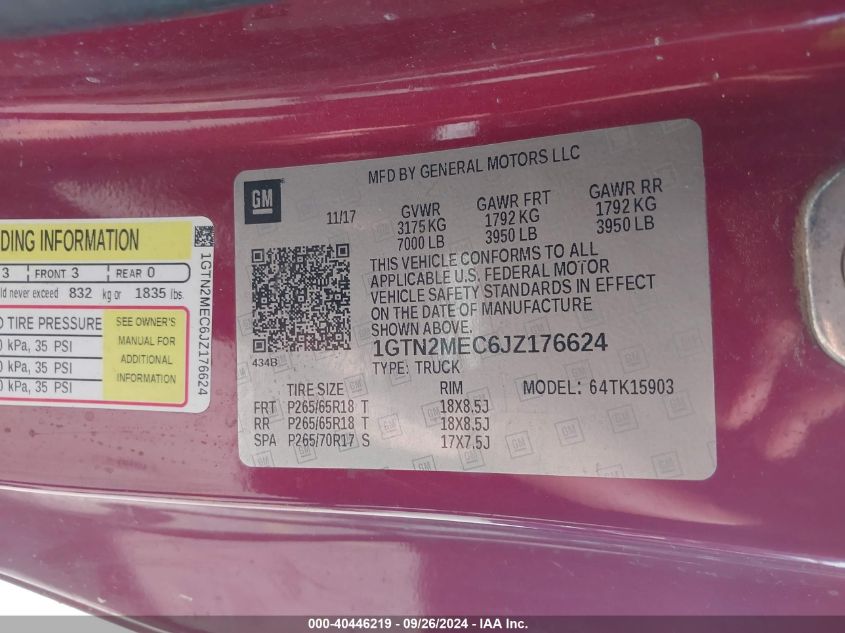 DING INFORMATION
3 FRONT 3 REAR 0
ld never exceed 832 kg or 1835 lbs.
D TIRE PRESSURE
0 kPa, 35 PSI
0 kPa, 35 PSI
0 kPa, 35 PSI
SEE OWNER'S
MANUAL FOR
ADDITIONAL
INFORMATION
1GTN2MEC6JZ176624
GM
MFD BY GENERAL MOTORS LLC
11/17
GVWR GAWR FRT GAWR RR
3175 KG 1792 KG 1792 KG
7000 LB 3950 LB 3950 LB
THIS VEHICLE CONFORMS TO ALL
APPLICABLE U.S. FEDERAL MOTOR
VEHICLE SAFETY STANDARDS IN EFFECT
ON THE DATE OF MANUFACTURE
SHOWN ABOVE.
434B
1GTN2MEC6JZ176624
TYPE: TRUCK
TIRE SIZE RIM MODEL: 64TK15903
FRT P265/65R18 T 18X8.5J
RR P265/65R18 T 18X8.5J
SPA P265/70R17 S 17X7.5J
000-40446219 - 09/26/2024 - IAAI.com